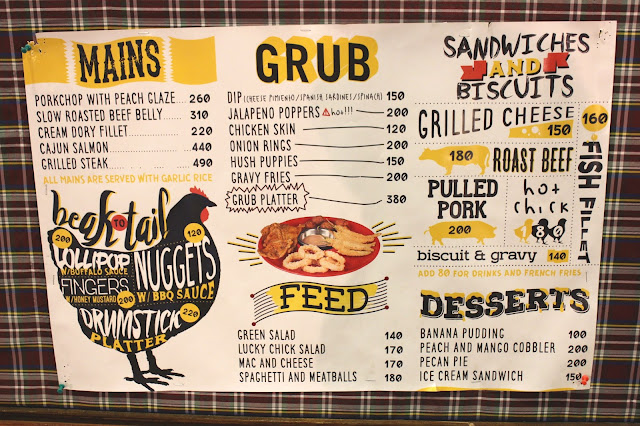 MAINS
PORKCHOP WITH PEACH GLAZE 260
SLOW ROASTED BEEF BELLY 310
CREAM DORY FILLET 220
CAJUN SALMON 440
GRILLED STEAK 490
ALL MAINS ARE SERVED WITH GARLIC RICE
beak TO tail
200 LOLLIPOP
W/BUFFALO SAUCE
FINGERS
W/HONEY MUSTARD 200
120 NUGGETS
W/ BBQ SAUCE
DRUMSTICK 220
PLATTER
GRUB
DIP (CHEESE PIMIENTO/SPANISH SARDINES/SPINACH) 150
JALAPENO POPPERS hot!!! 200
CHICKEN SKIN 120
ONION RINGS 200
HUSH PUPPIES 150
GRAVY FRIES 200
GRUB PLATTER 380
FEED
GREEN SALAD 140
LUCKY CHICK SALAD 170
MAC AND CHEESE 170
SPAGHETTI AND MEATBALLS 180
SANDWICHES
AND
BISCUITS
GRILLED CHEESE
150
160 FISH FILLET
180 ROAST BEEF
PULLED
PORK
200
hot
chick
180
biscuit & gravy 140
ADD 80 FOR DRINKS AND FRENCH FRIES
DESSERTS
BANANA PUDDING 100
PEACH AND MANGO COBBLER 200
PECAN PIE 200
ICE CREAM SANDWICH 150